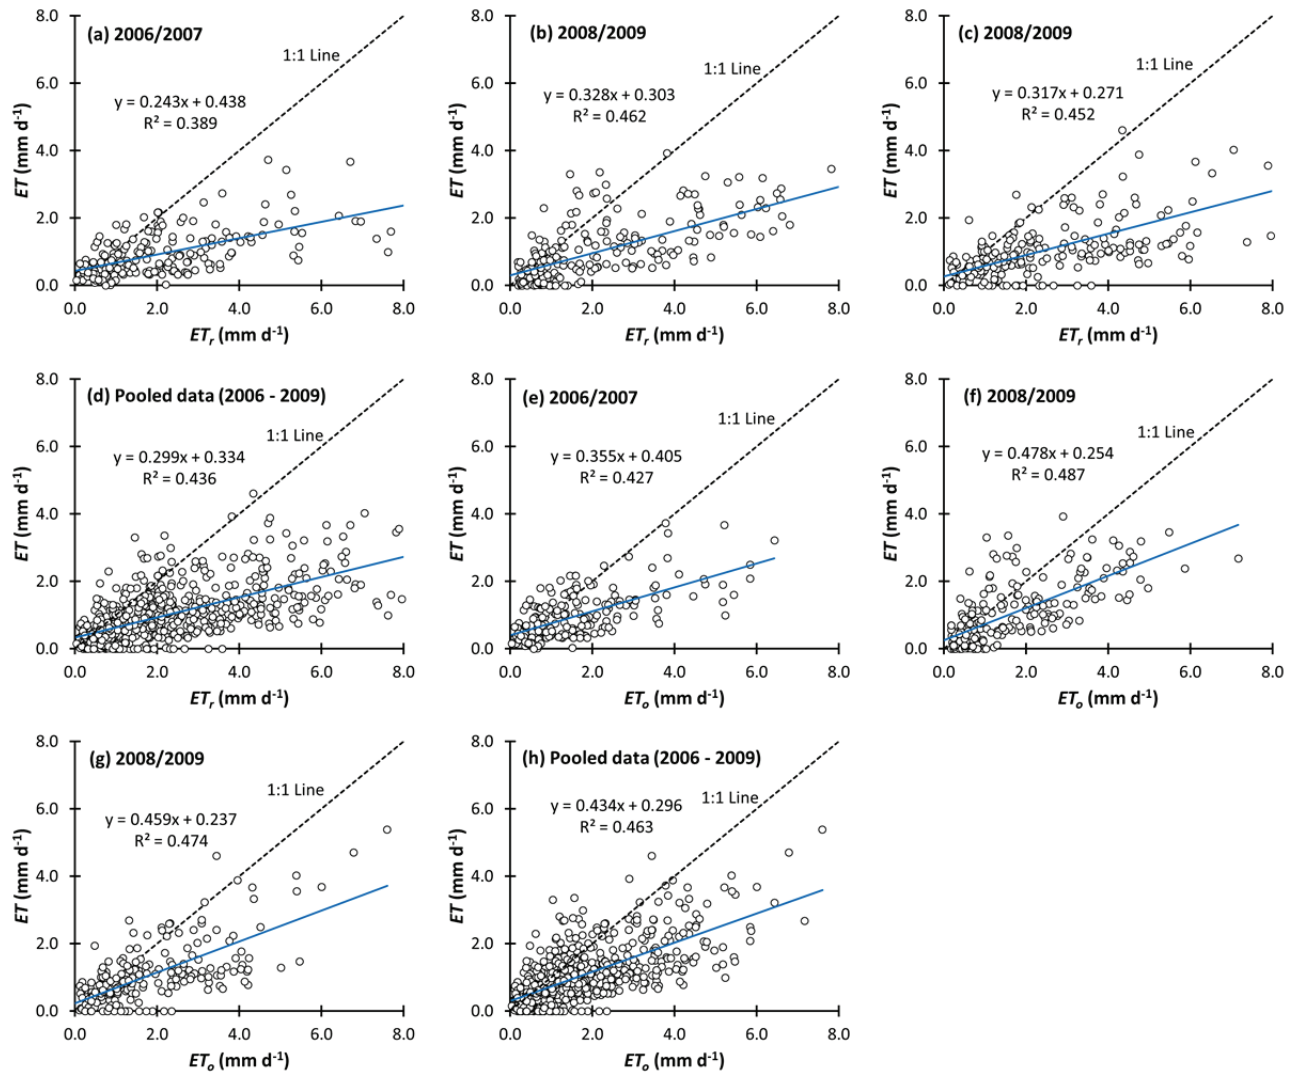 (a) 2006/2007
1:1 Line
y = 0.243x + 0.438
R² = 0.389
8.0
6.0
4.0
2.0
0.0
ET (mm d⁻¹)
0.0 2.0 4.0 6.0 8.0
ETᵣ (mm d⁻¹)
(b) 2008/2009
1:1 Line
y = 0.328x + 0.303
R² = 0.462
8.0
6.0
4.0
2.0
0.0
ET (mm d⁻¹)
0.0 2.0 4.0 6.0 8.0
ETᵣ (mm d⁻¹)
(c) 2008/2009
1:1 Line
y = 0.317x + 0.271
R² = 0.452
8.0
6.0
4.0
2.0
0.0
ET (mm d⁻¹)
0.0 2.0 4.0 6.0 8.0
ETᵣ (mm d⁻¹)
(d) Pooled data (2006 - 2009)
1:1 Line
y = 0.299x + 0.334
R² = 0.436
8.0
6.0
4.0
2.0
0.0
ET (mm d⁻¹)
0.0 2.0 4.0 6.0 8.0
ETᵣ (mm d⁻¹)
(e) 2006/2007
1:1 Line
y = 0.355x + 0.405
R² = 0.427
8.0
6.0
4.0
2.0
0.0
ET (mm d⁻¹)
0.0 2.0 4.0 6.0 8.0
ETₒ (mm d⁻¹)
(f) 2008/2009
1:1 Line
y = 0.478x + 0.254
R² = 0.487
8.0
6.0
4.0
2.0
0.0
ET (mm d⁻¹)
0.0 2.0 4.0 6.0 8.0
ETₒ (mm d⁻¹)
(g) 2008/2009
1:1 Line
y = 0.459x + 0.237
R² = 0.474
8.0
6.0
4.0
2.0
0.0
ET (mm d⁻¹)
0.0 2.0 4.0 6.0 8.0
ETₒ (mm d⁻¹)
(h) Pooled data (2006 - 2009)
1:1 Line
y = 0.434x + 0.296
R² = 0.463
8.0
6.0
4.0
2.0
0.0
ET (mm d⁻¹)
0.0 2.0 4.0 6.0 8.0
ETₒ (mm d⁻¹)